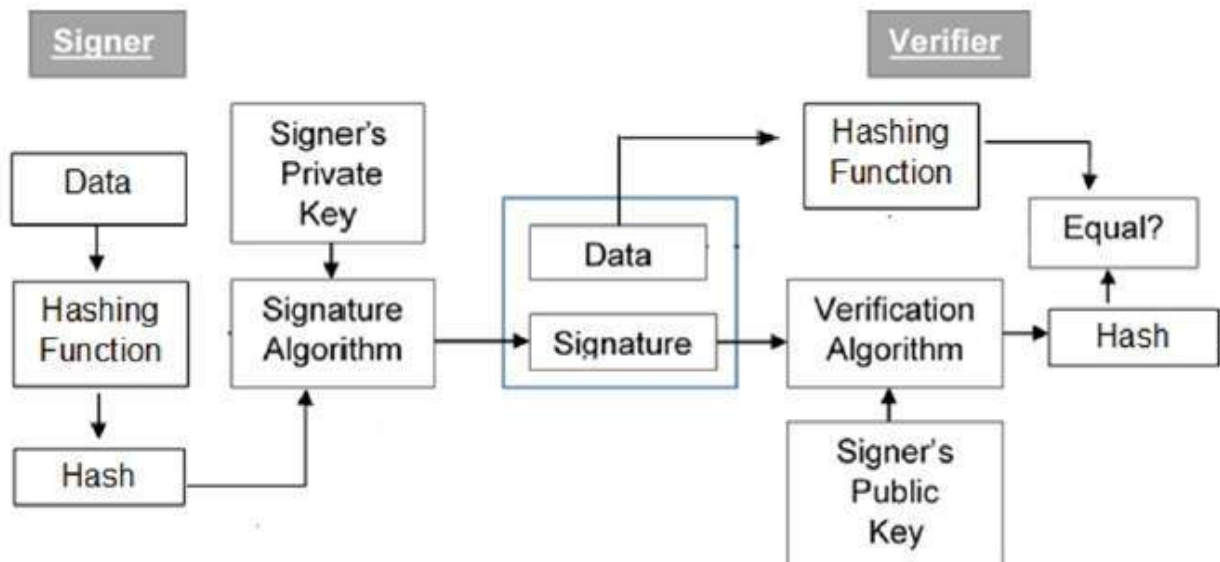 Signer
Verifier
Signer's
Private
Key
Hashing
Function
Data
Equal?
Data
Hashing
Function
Signature
Algorithm
Signature
Verification
Algorithm
Hash
Hash
Signer's
Public
Key